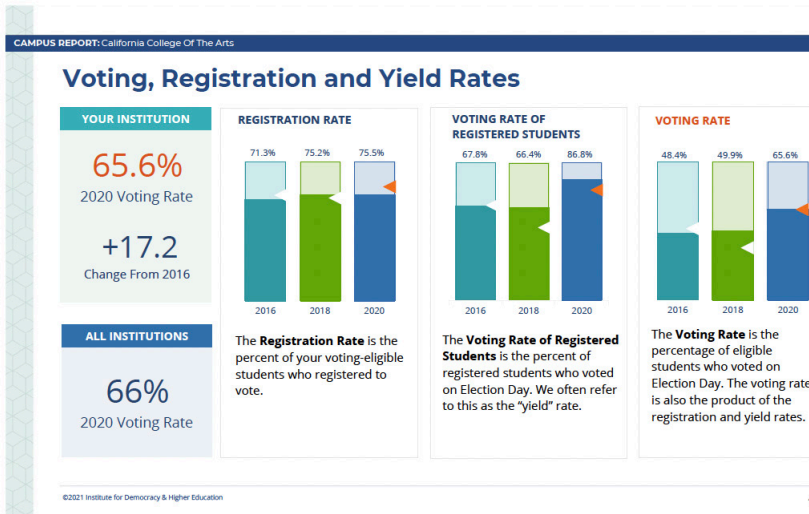 CAMPUS REPORT: California College Of The Arts
Voting, Registration and Yield Rates
YOUR INSTITUTION
65.6%
2020 Voting Rate
+17.2
Change From 2016
ALL INSTITUTIONS
66%
2020 Voting Rate
REGISTRATION RATE
71.3% 75.2% 75.5%
2016 2018 2020
The Registration Rate is the
percent of your voting-eligible
students who registered to
vote.
VOTING RATE OF
REGISTERED STUDENTS
67.8% 66.4% 86.8%
2016 2018 2020
The Voting Rate of Registered
Students is the percent of
registered students who voted
on Election Day. We often refer
to this as the "yield" rate.
VOTING RATE
48.4% 49.9% 65.6%
2016 2018 2020
The Voting Rate is the
percentage of eligible
students who voted on
Election Day. The voting rate
is also the product of the
registration and yield rates.
©2021 Institute for Democracy & Higher Education